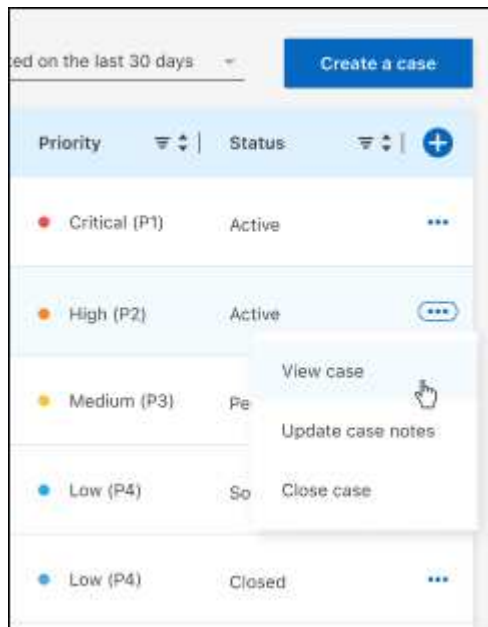 ed on the last 30 days
Create a case
Priority Status
Critical (P1) Active
High (P2) Active
View case
Medium (P3) Pe
Update case notes
Low (P4) So Close case
Low (P4) Closed